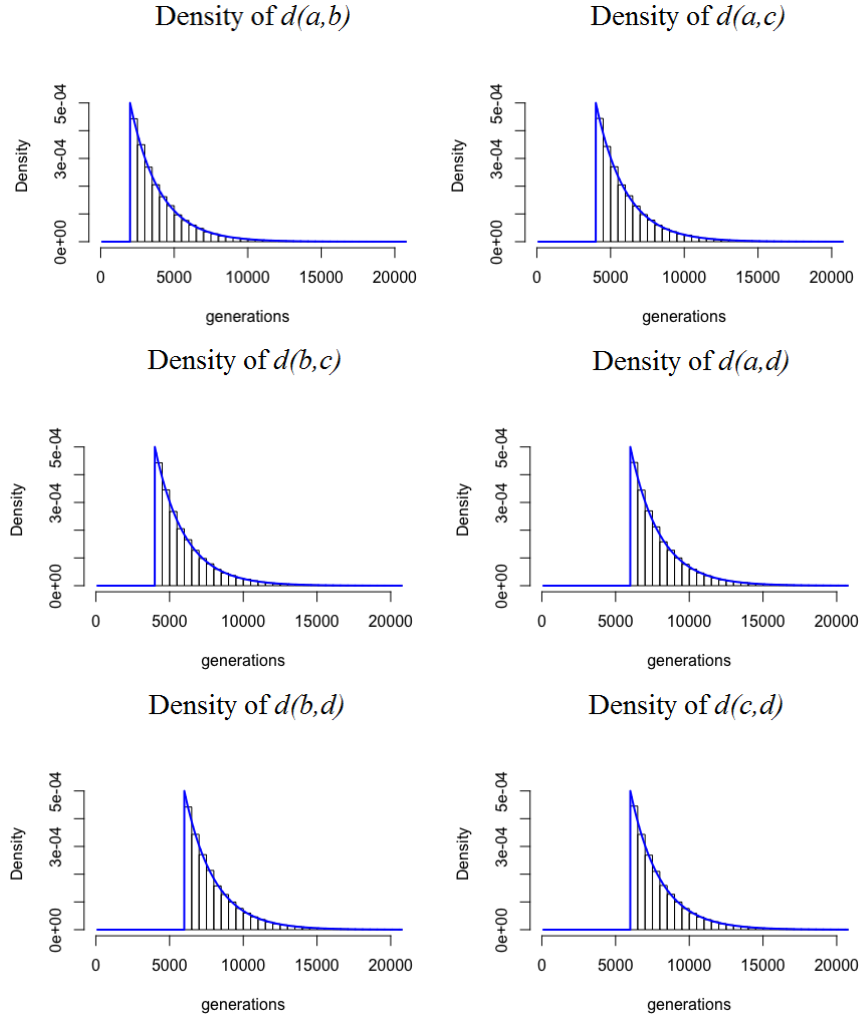 Density of d(a,b)
Density
0e+00 3e-04 5e-04
0 5000 10000 15000 20000
generations
Density of d(a,c)
Density
0e+00 3e-04 5e-04
0 5000 10000 15000 20000
generations
Density of d(b,c)
Density
0e+00 3e-04 5e-04
0 5000 10000 15000 20000
generations
Density of d(a,d)
Density
0e+00 3e-04 5e-04
0 5000 10000 15000 20000
generations
Density of d(b,d)
Density
0e+00 3e-04 5e-04
0 5000 10000 15000 20000
generations
Density of d(c,d)
Density
0e+00 3e-04 5e-04
0 5000 10000 15000 20000
generations